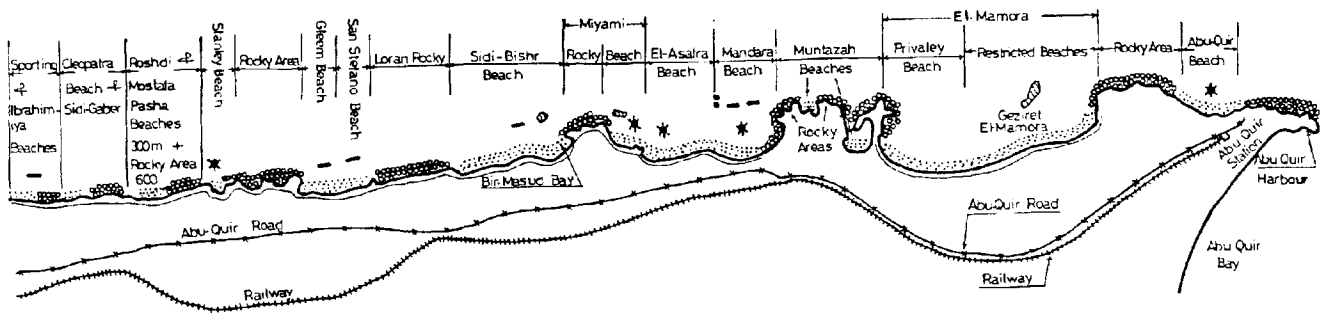 Sporting
&
Ibrahim-
iya
Beaches
Cleopatra
Beach &
Sidi-Gaber
Roshdi &
Mostafa
Pasha
Beaches
300m +
Rocky Area
600
Stanley Beach
Rocky Area
Gleem Beach
San Stefano Beach
Loran Rocky
Sidi-Bishr
Beach
Miyami
Rocky
Beach
El-Asafra
Beach
Mandara
Beach
Muntazah
Beaches
El-Mamora
Privaley
Beach
Restricted Beaches
Rocky Area
Abu-Quir
Beach
Rocky
Areas
Geziret
El-Mamora
Bir-Masud Bay
Abu-Quir Road
Railway
Abu-Quir Road
Railway
Abu Quir
Station
Abu Quir
Harbour
Abu Quir
Bay